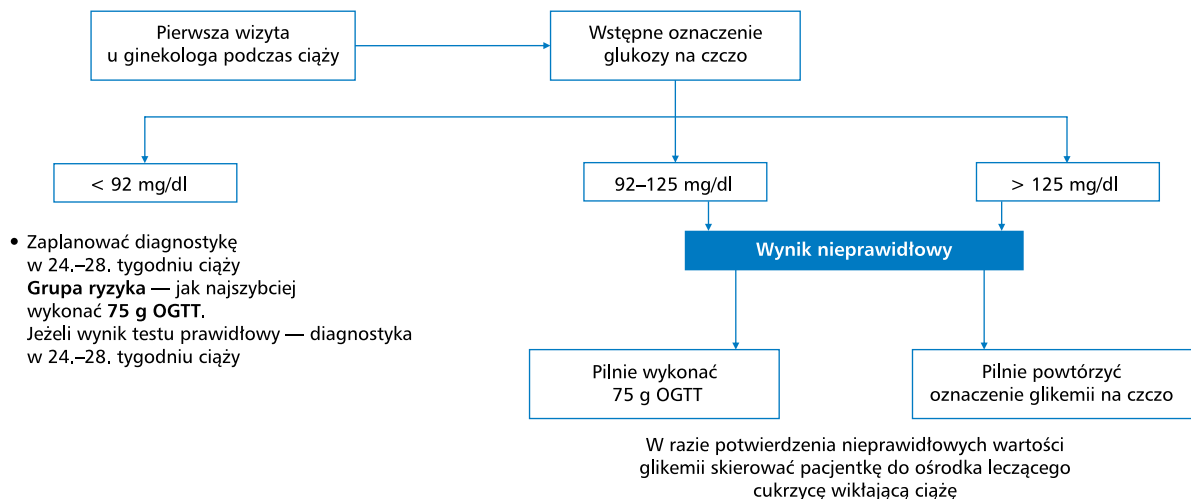 Pierwsza wizyta
u ginekologa podczas ciąży
Wstępne oznaczenie
glukozy na czczo
< 92 mg/dl
92–125 mg/dl
> 125 mg/dl
• Zaplanować diagnostykę
w 24.–28. tygodniu ciąży
Grupa ryzyka — jak najszybciej
wykonać 75 g OGTT.
Jeżeli wynik testu prawidłowy — diagnostyka
w 24.–28. tygodniu ciąży
Wynik nieprawidłowy
Pilnie wykonać
75 g OGTT
Pilnie powtórzyć
oznaczenie glikemii na czczo
W razie potwierdzenia nieprawidłowych wartości
glikemii skierować pacjentkę do ośrodka leczącego
cukrzycę wikłającą ciążę